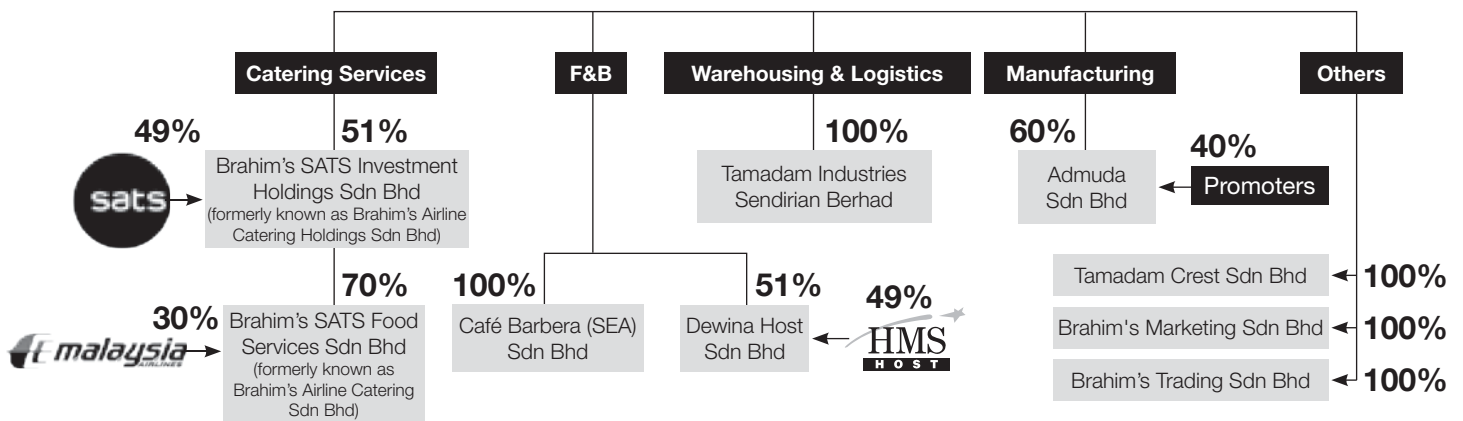 Catering Services
F&B
Warehousing & Logistics
Manufacturing
Others
49%
51%
sats
Brahim's SATS Investment
Holdings Sdn Bhd
(formerly known as Brahim's Airline
Catering Holdings Sdn Bhd)
70%
30%
malaysia
AIRLINES
Brahim's SATS Food
Services Sdn Bhd
(formerly known as
Brahim's Airline Catering
Sdn Bhd)
100%
Café Barbera (SEA)
Sdn Bhd
51%
Dewina Host
Sdn Bhd
49%
HMS
HOST
100%
Tamadam Industries
Sendirian Berhad
60%
Admuda
Sdn Bhd
40%
Promoters
Tamadam Crest Sdn Bhd
100%
Brahim's Marketing Sdn Bhd
100%
Brahim's Trading Sdn Bhd
100%